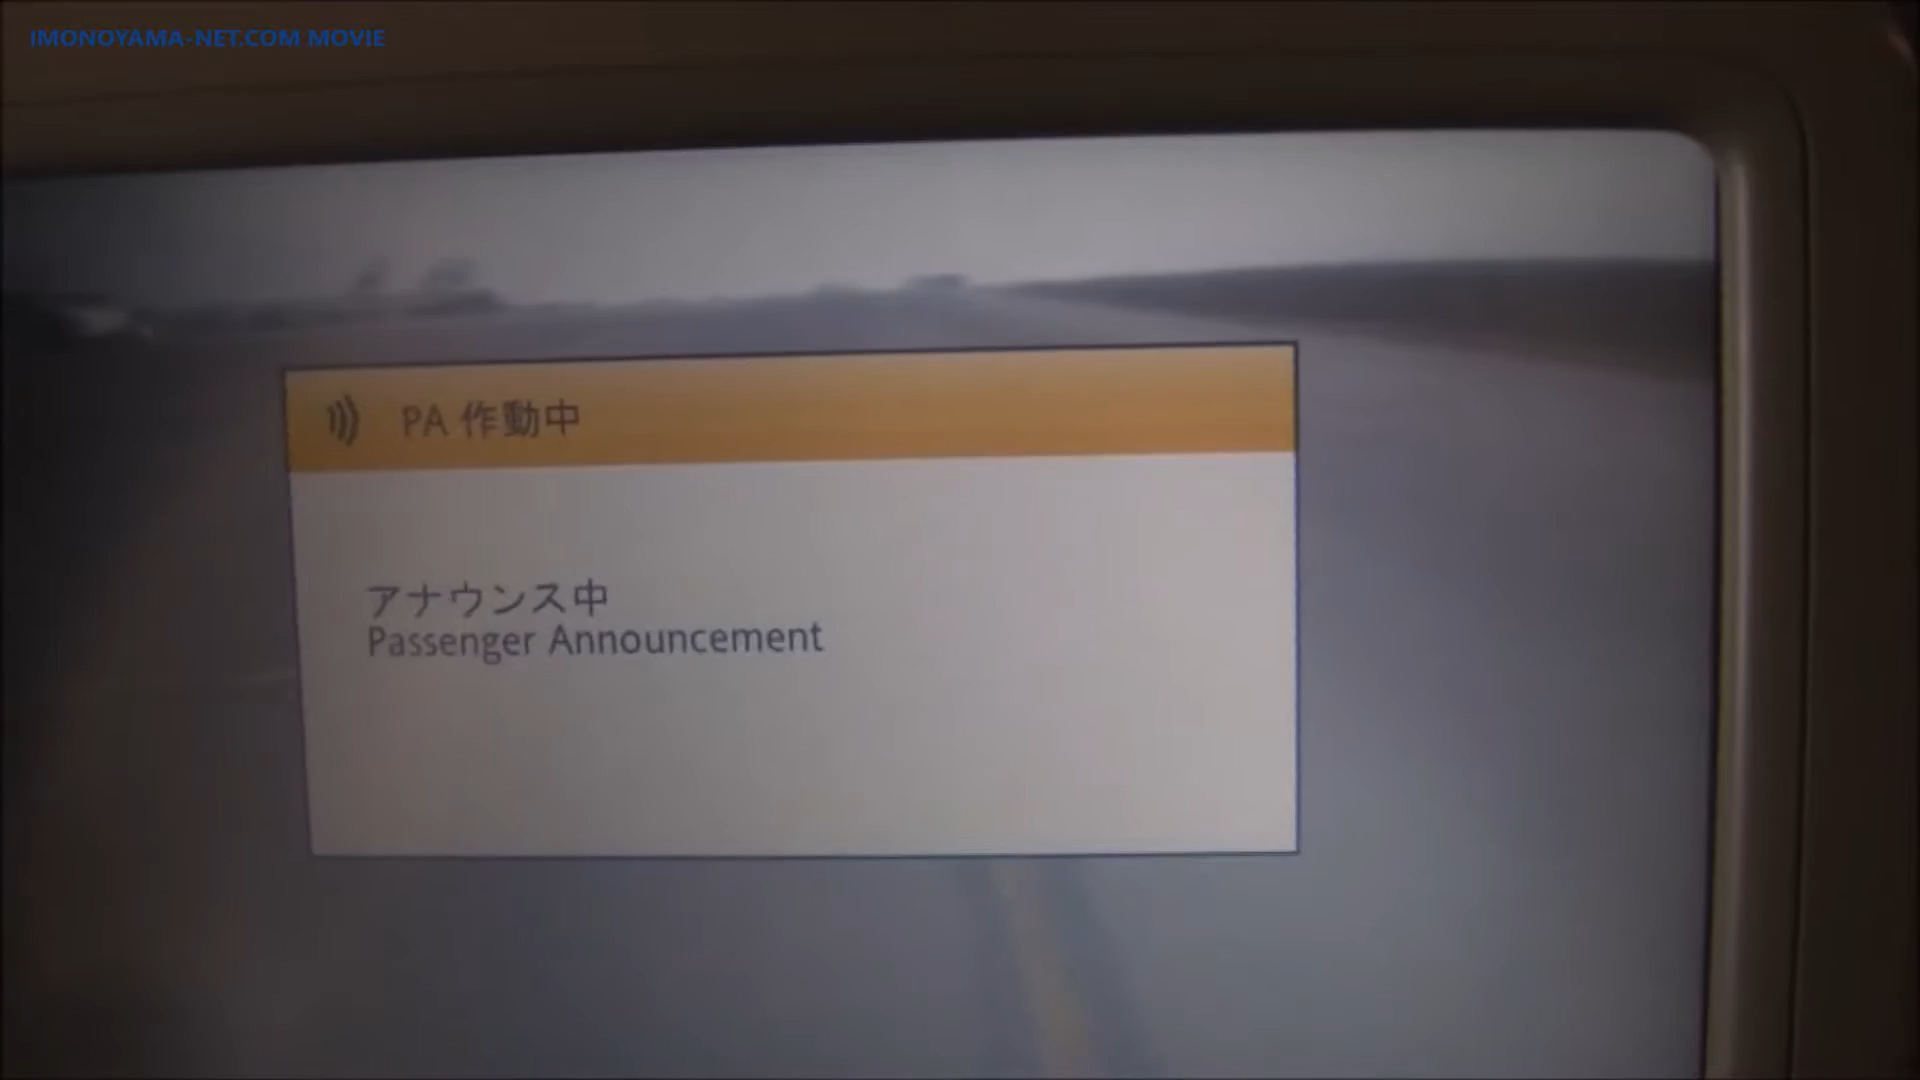 IMONOYAMA-NET.COM MOVIE
PA 作動中
アナウンス中
Passenger Announcement